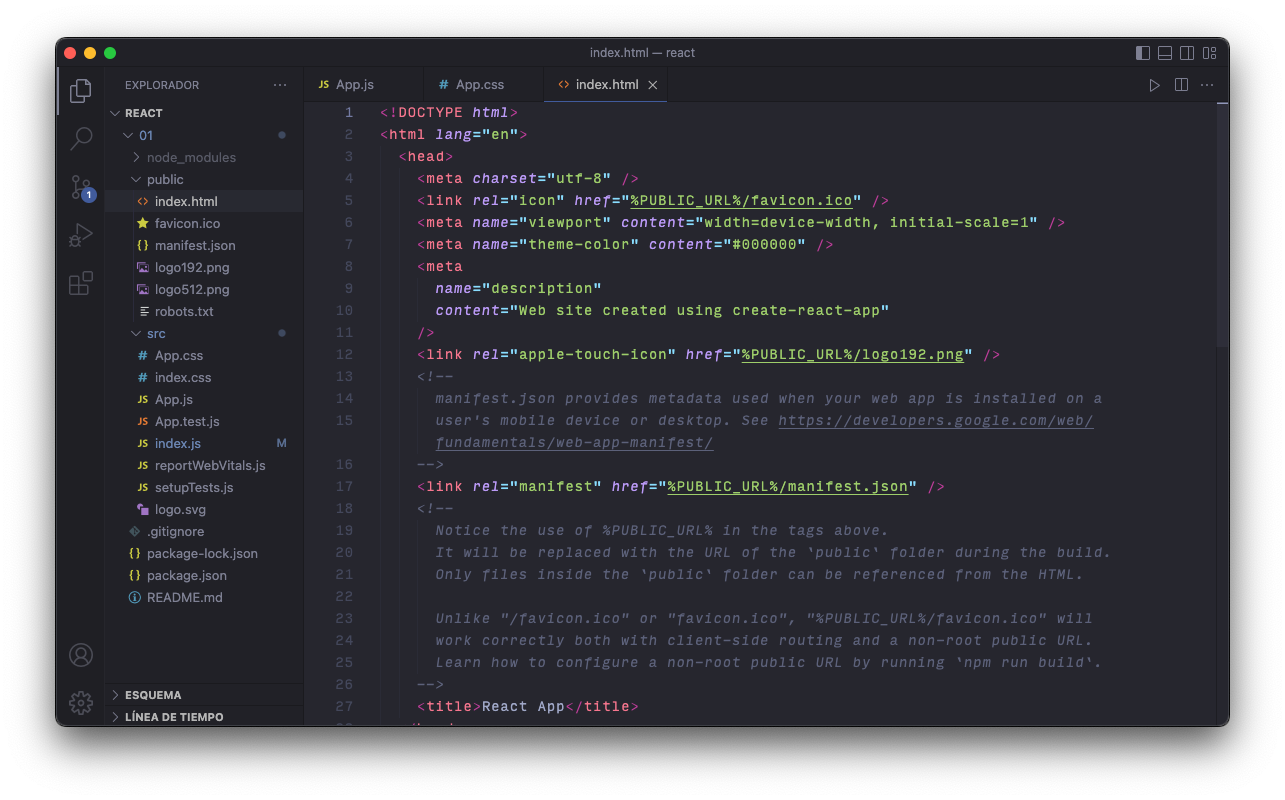 index.html — react
EXPLORADOR
REACT
01
node_modules
public
index.html
favicon.ico
manifest.json
logo192.png
logo512.png
robots.txt
src
App.css
index.css
App.js
App.test.js
index.js M
reportWebVitals.js
setupTests.js
logo.svg
.gitignore
package-lock.json
package.json
README.md
ESQUEMA
LÍNEA DE TIEMPO
1
JS App.js # App.css <> index.html
1 <!DOCTYPE html>
2 <html lang="en">
3 <head>
4 <meta charset="utf-8" />
5 <link rel="icon" href="%PUBLIC_URL%/favicon.ico" />
6 <meta name="viewport" content="width=device-width, initial-scale=1" />
7 <meta name="theme-color" content="#000000" />
8 <meta
9 name="description"
10 content="Web site created using create-react-app"
11 />
12 <link rel="apple-touch-icon" href="%PUBLIC_URL%/logo192.png" />
13 <!--
14 manifest.json provides metadata used when your web app is installed on a
15 user's mobile device or desktop. See https://developers.google.com/web/
fundamentals/web-app-manifest/
16 -->
17 <link rel="manifest" href="%PUBLIC_URL%/manifest.json" />
18 <!--
19 Notice the use of %PUBLIC_URL% in the tags above.
20 It will be replaced with the URL of the `public` folder during the build.
21 Only files inside the `public` folder can be referenced from the HTML.
22
23 Unlike "/favicon.ico" or "favicon.ico", "%PUBLIC_URL%/favicon.ico" will
24 work correctly both with client-side routing and a non-root public URL.
25 Learn how to configure a non-root public URL by running `npm run build`.
26 -->
27 <title>React App</title>